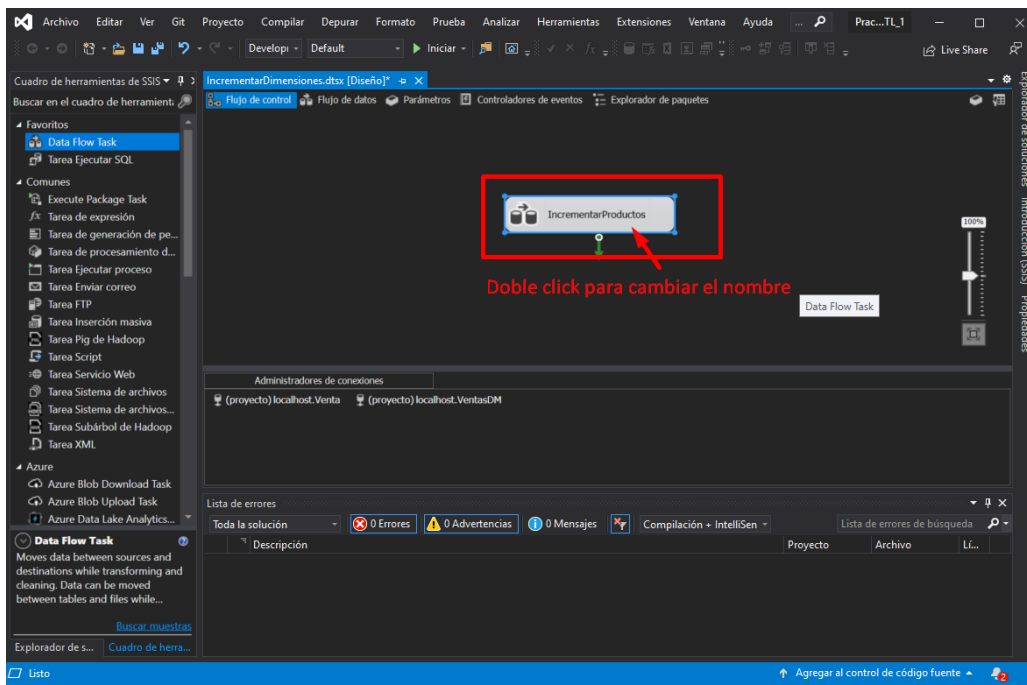 Archivo Editar Ver Git Proyecto Compilar Depurar Formato Prueba Analizar Herramientas Extensiones Ventana Ayuda ... Prac...TL_1
Develop Default Iniciar Live Share
Cuadro de herramientas de SSIS
IncrementarDimensiones.dtsx [Diseño]*
Buscar en el cuadro de herramient
Flujo de control Flujo de datos Parámetros Controladores de eventos Explorador de paquetes
Favoritos
Data Flow Task
Tarea Ejecutar SQL
Comunes
Execute Package Task
Tarea de expresión
Tarea de generación de pe...
Tarea de procesamiento d...
Tarea Ejecutar proceso
Tarea Enviar correo
Tarea FTP
Tarea Inserción masiva
Tarea Pig de Hadoop
Tarea Script
Tarea Servicio Web
Tarea Sistema de archivos
Tarea Sistema de archivos...
Tarea Subárbol de Hadoop
Tarea XML
Azure
Azure Blob Download Task
Azure Blob Upload Task
Azure Data Lake Analytics...
Data Flow Task
Moves data between sources and
destinations while transforming and
cleaning. Data can be moved
between tables and files while...
Buscar muestras
Explorador de s... Cuadro de herra...
IncrementarProductos
Doble click para cambiar el nombre
Data Flow Task
100%
Administradores de conexiones
(proyecto) localhost.Venta (proyecto) localhost.VentasDM
Lista de errores
Toda la solución 0 Errores 0 Advertencias 0 Mensajes Compilación + IntelliSen Lista de errores de búsqueda
Descripción Proyecto Archivo Lí...
Explorador de soluciones
Introducción (SSIS)
Propiedades
Listo Agregar al control de código fuente 2